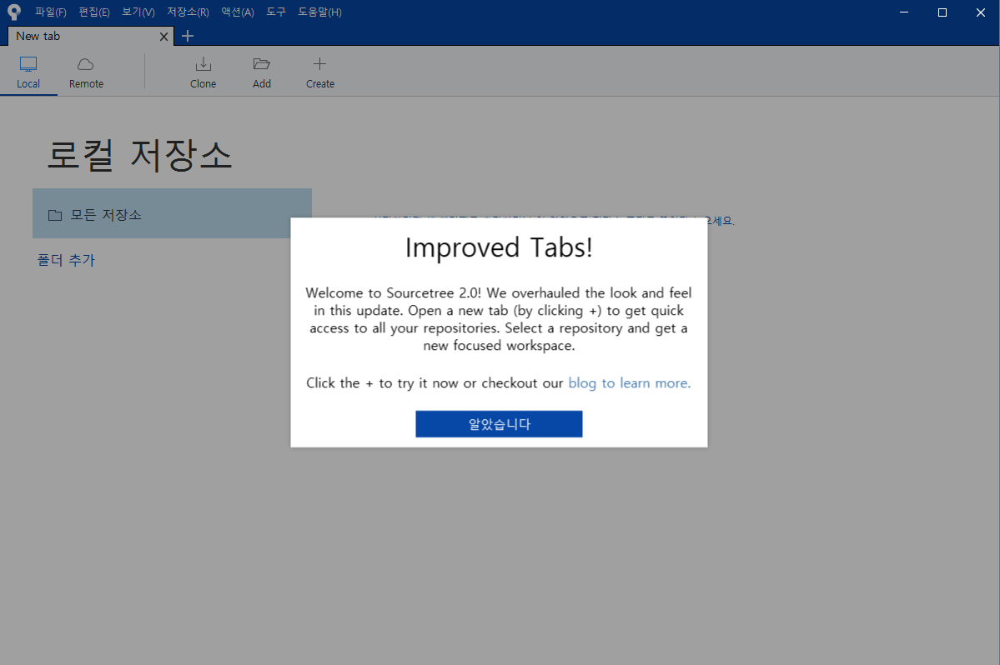 파일(F) 편집(E) 보기(V) 저장소(R) 액션(A) 도구 도움말(H)
New tab
Local Remote Clone Add Create
로컬 저장소
모든 저장소
폴더 추가
Improved Tabs!
Welcome to Sourcetree 2.0! We overhauled the look and feel
in this update. Open a new tab (by clicking +) to get quick
access to all your repositories. Select a repository and get a
new focused workspace.
Click the + to try it now or checkout our blog to learn more.
알았습니다